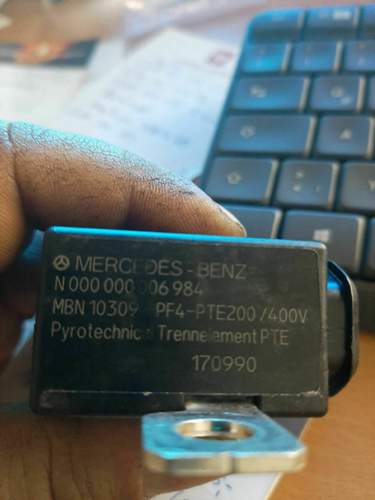 MERCEDES-BENZ
N 000 000 006 984
MBN 10309 PF4-PTE200/400V
Pyrotechnic Trennelement PTE
170990